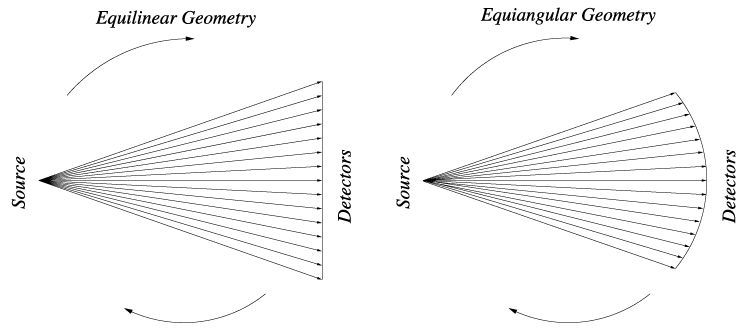 Equilinear Geometry
Source
Detectors
Equiangular Geometry
Source
Detectors